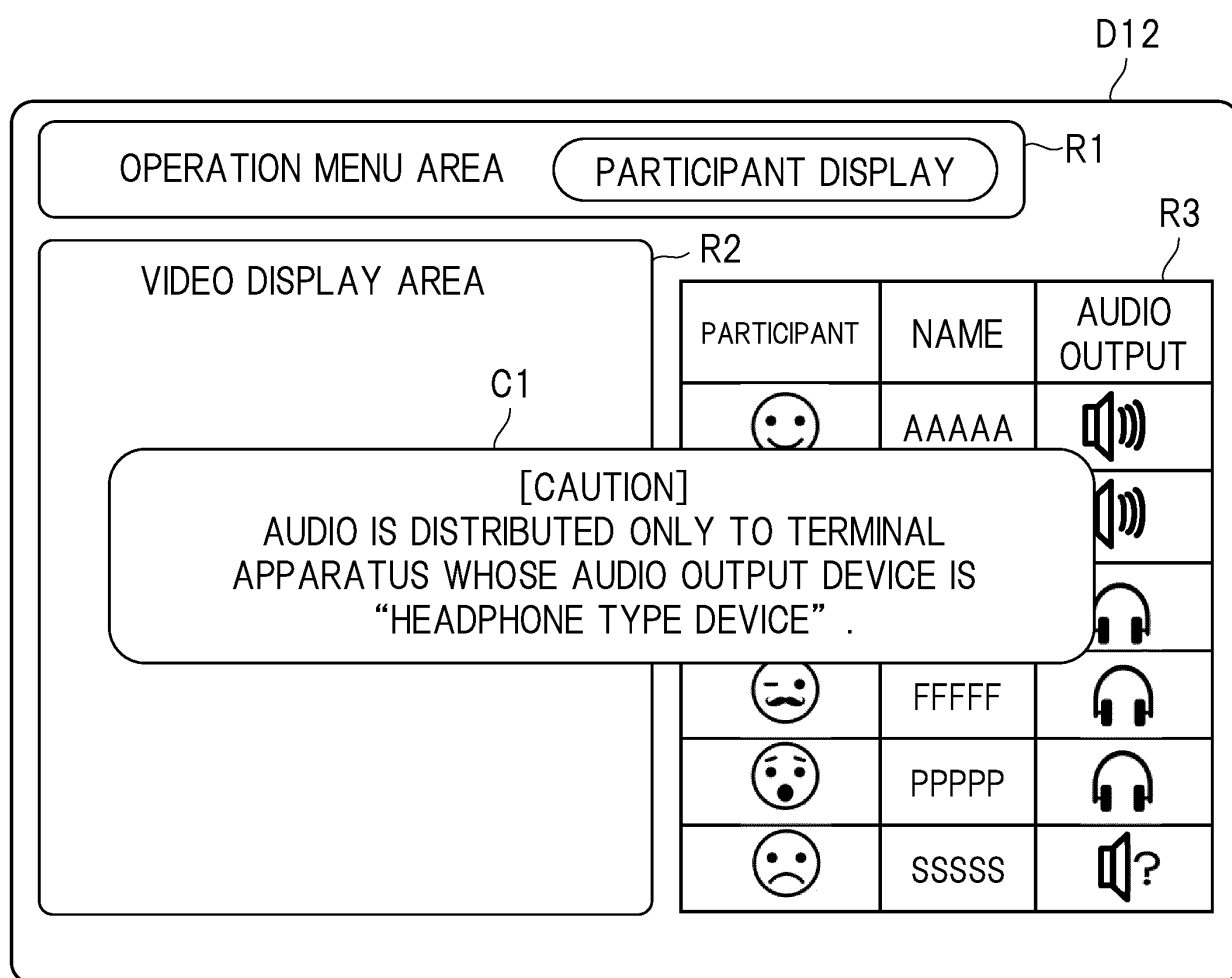 D12
OPERATION MENU AREA
PARTICIPANT DISPLAY
R1
R3
R2
VIDEO DISPLAY AREA
PARTICIPANT
NAME
AUDIO
OUTPUT
C1
AAAAA
[CAUTION]
AUDIO IS DISTRIBUTED ONLY TO TERMINAL
APPARATUS WHOSE AUDIO OUTPUT DEVICE IS
“HEADPHONE TYPE DEVICE” .
FFFFF
PPPPP
SSSSS
?